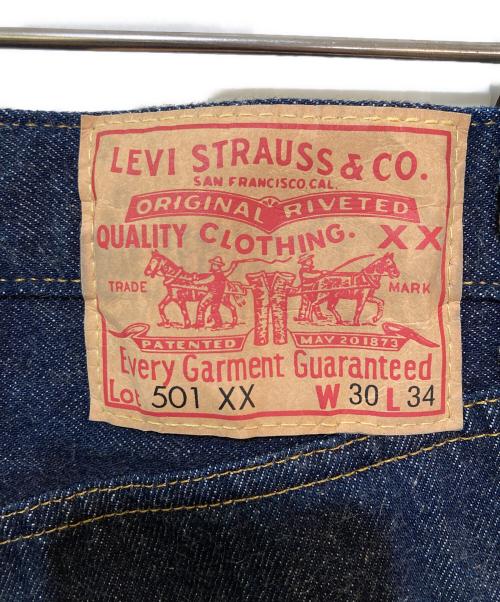 LEVI STRAUSS & CO.
SAN FRANCISCO, CAL.
ORIGINAL RIVETED
QUALITY CLOTHING. XX
TRADE MARK
PATENTED MAY 20 1873
Every Garment Guaranteed
Lot 501 XX W 30 L 34